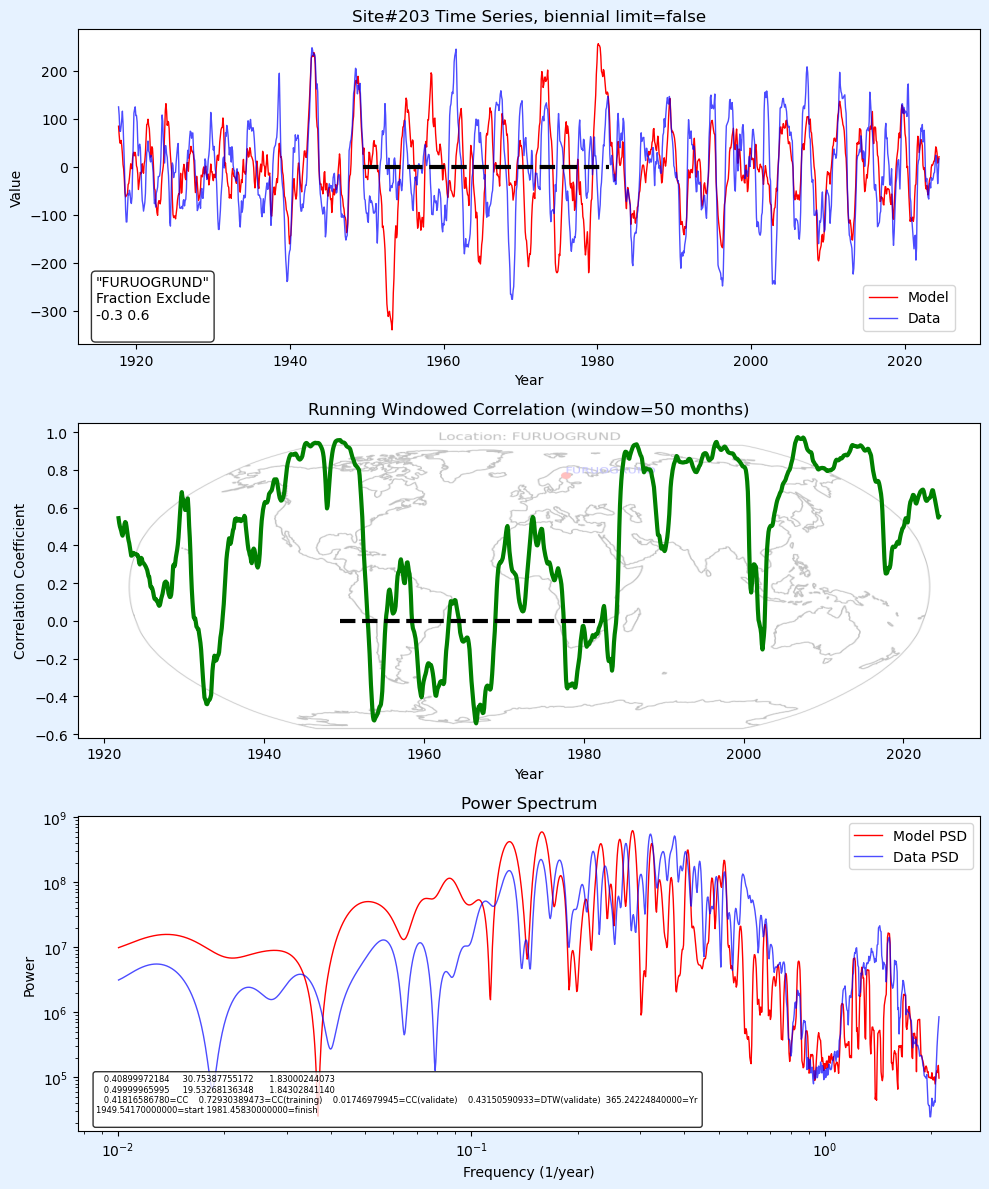 Site#203 Time Series, biennial limit=false
200
100
0
−100
−200
−300
Value
"FURUOGRUND"
Fraction Exclude
-0.3 0.6
Model
Data
1920
1940
1960
1980
2000
2020
Year
Running Windowed Correlation (window=50 months)
Location: FURUOGRUND
FURUOGRUND
1.0
0.8
0.6
0.4
0.2
0.0
−0.2
−0.4
−0.6
Correlation Coefficient
1920
1940
1960
1980
2000
2020
Year
Power Spectrum
Model PSD
Data PSD
10⁹
10⁸
10⁷
10⁶
10⁵
Power
0.40899972184 30.75387755172 1.83000244073
0.49999965995 19.53268136348 1.84302841140
0.41816586780=CC 0.72930389473=CC(training) 0.01746979945=CC(validate) 0.43150590933=DTW(validate) 365.24224840000=Yr
1949.54170000000=start 1981.45830000000=finish
10⁻²
10⁻¹
10⁰
Frequency (1/year)